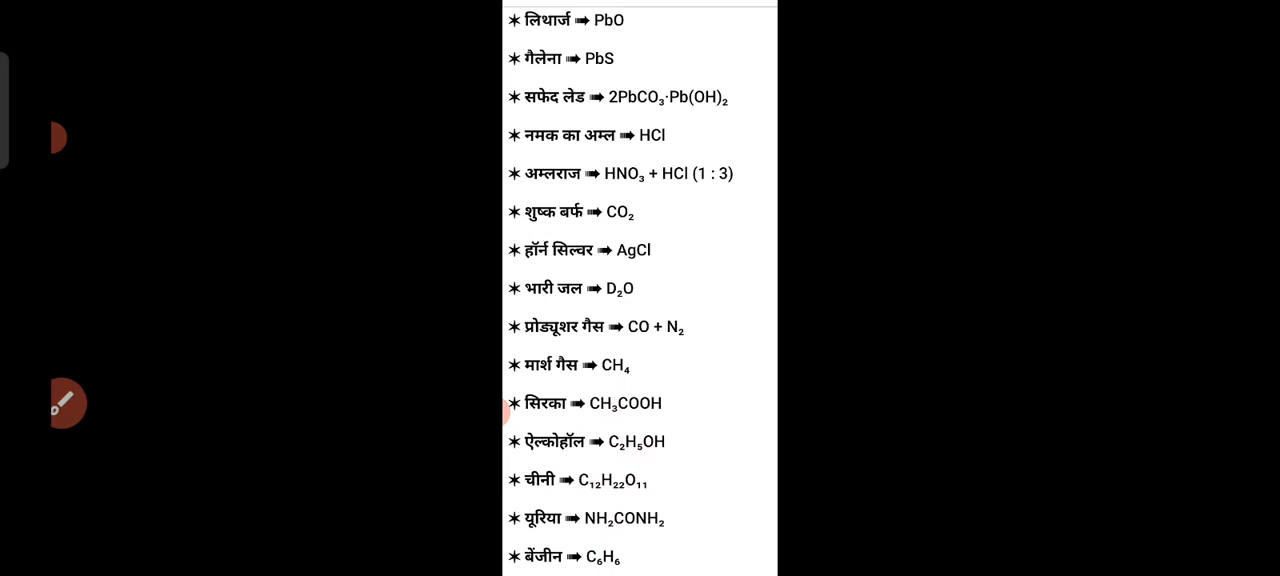 ✶ लिथार्ज ➠ PbO
✶ गैलेना ➠ PbS
✶ सफेद लेड ➠ 2PbCO₃·Pb(OH)₂
✶ नमक का अम्ल ➠ HCl
✶ अम्लराज ➠ HNO₃ + HCl (1 : 3)
✶ शुष्क बर्फ ➠ CO₂
✶ हॉर्न सिल्वर ➠ AgCl
✶ भारी जल ➠ D₂O
✶ प्रोड्यूशर गैस ➠ CO + N₂
✶ मार्श गैस ➠ CH₄
✶ सिरका ➠ CH₃COOH
✶ ऐल्कोहॉल ➠ C₂H₅OH
✶ चीनी ➠ C₁₂H₂₂O₁₁
✶ यूरिया ➠ NH₂CONH₂
✶ बेंजीन ➠ C₆H₆